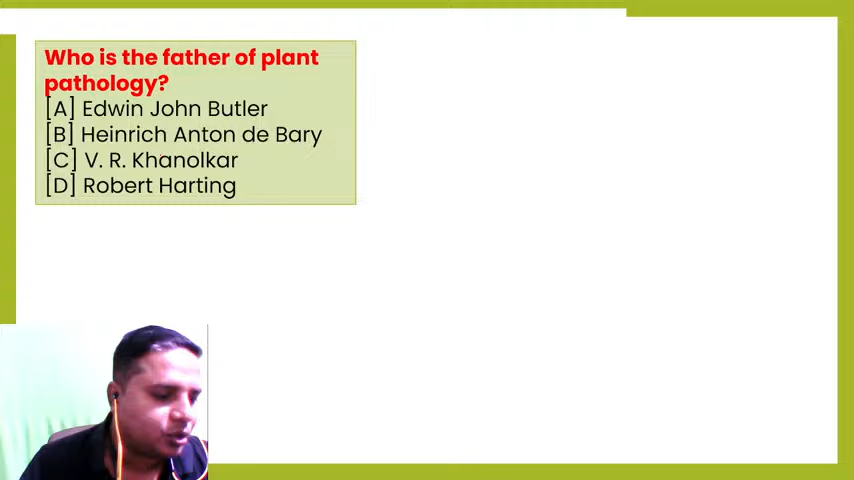 Who is the father of plant
pathology?
[A] Edwin John Butler
[B] Heinrich Anton de Bary
[C] V. R. Khanolkar
[D] Robert Harting